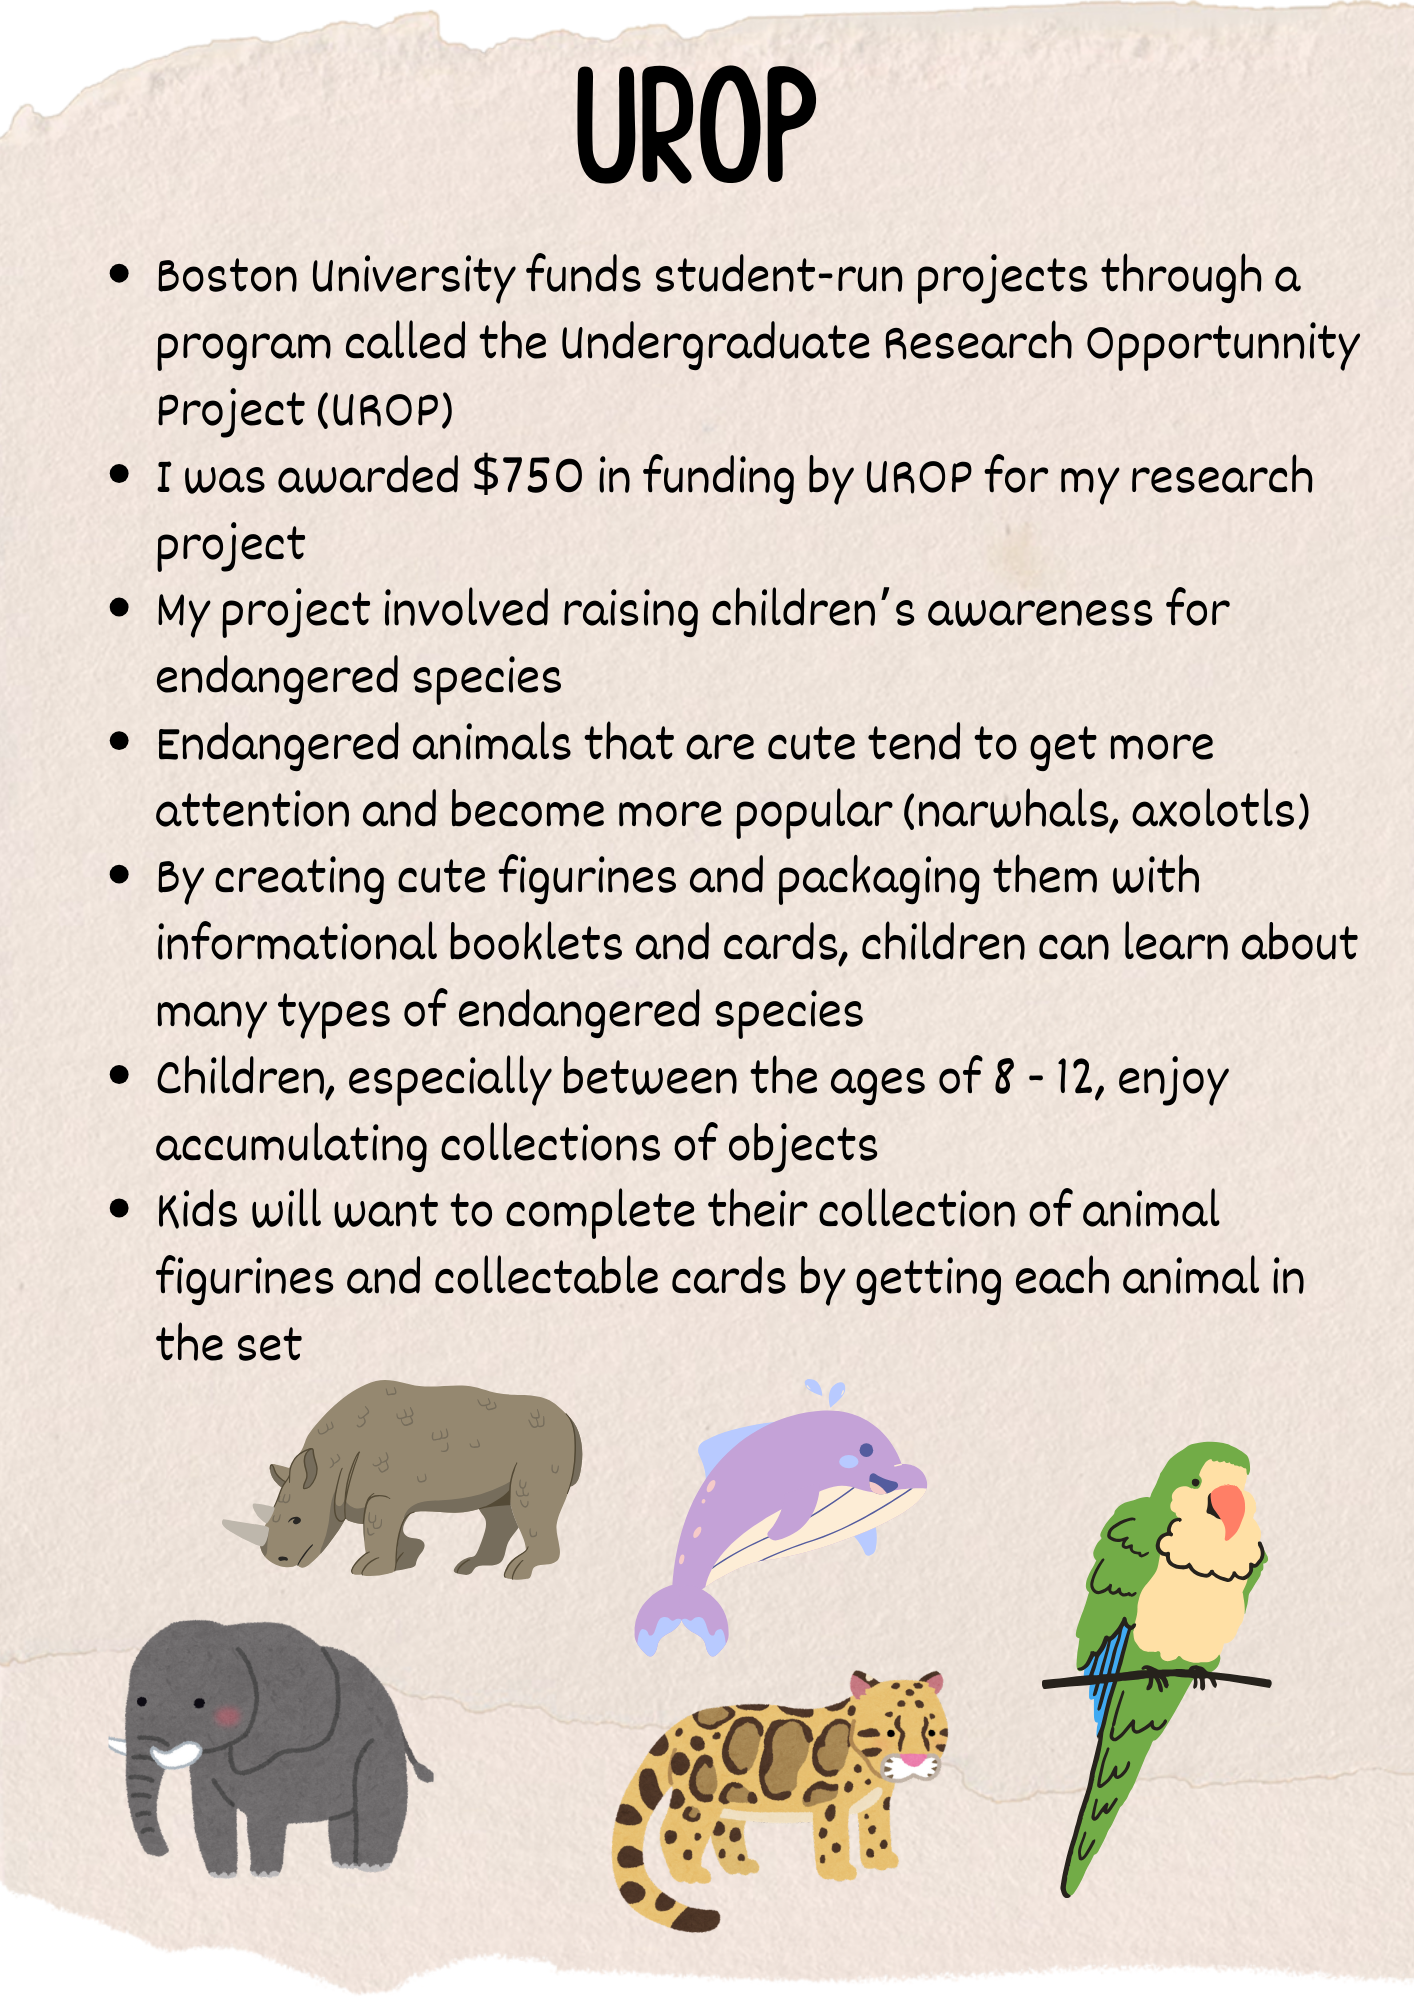 UROP
• Boston University funds student-run projects through a
program called the Undergraduate Research Opportunnity
Project (UROP)
• I was awarded $750 in funding by UROP for my research
project
• My project involved raising children’s awareness for
endangered species
• Endangered animals that are cute tend to get more
attention and become more popular (narwhals, axolotls)
• By creating cute figurines and packaging them with
informational booklets and cards, children can learn about
many types of endangered species
• Children, especially between the ages of 8 - 12, enjoy
accumulating collections of objects
• Kids will want to complete their collection of animal
figurines and collectable cards by getting each animal in
the set